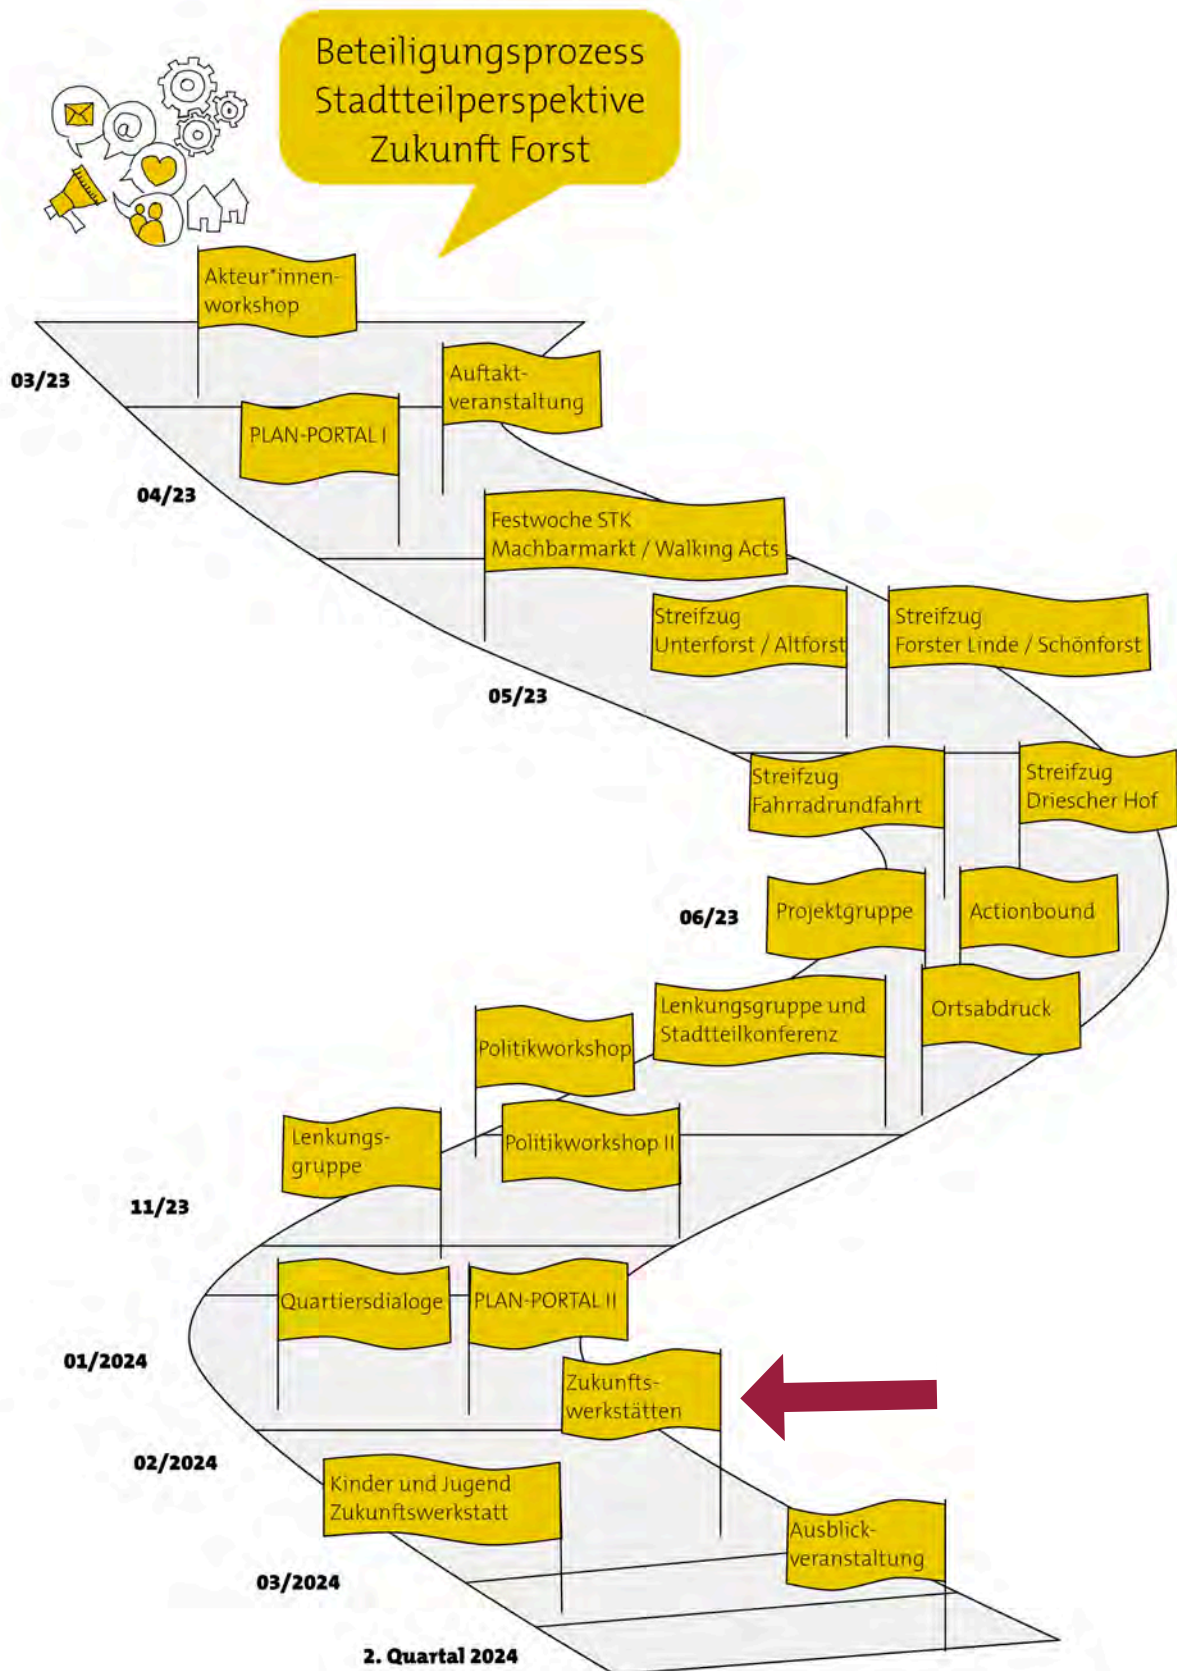 Beteiligungsprozess
Stadtteilperspektive
Zukunft Forst
@
Akteur*innen-
workshop
03/23
Auftakt-
veranstaltung
PLAN-PORTAL I
04/23
Festwoche STK
Machbarmarkt / Walking Acts
Streifzug
Unterforst / Altforst
Streifzug
Forster Linde / Schönforst
05/23
Streifzug
Fahrradrundfahrt
Streifzug
Driescher Hof
06/23
Projektgruppe
Actionbound
Lenkungsgruppe und
Stadtteilkonferenz
Ortsabdruck
Politikworkshop
Politikworkshop II
Lenkungs-
gruppe
11/23
Quartiersdialoge
PLAN-PORTAL II
01/2024
Zukunfts-
werkstätten
02/2024
Kinder und Jugend
Zukunftswerkstatt
Ausblick-
veranstaltung
03/2024
2. Quartal 2024